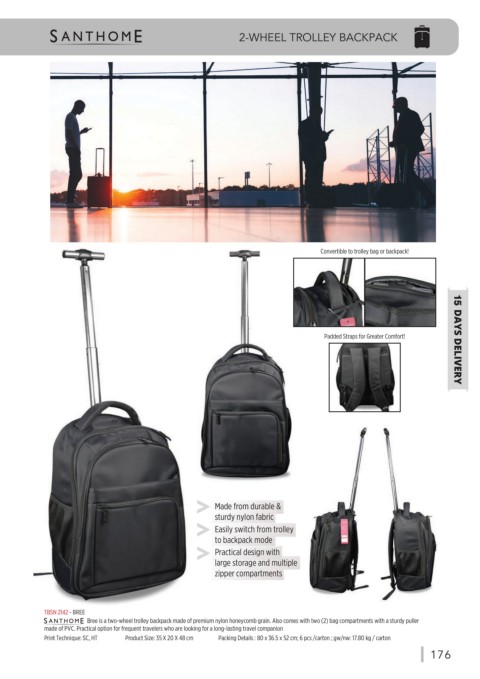 SANTHOME
2-WHEEL TROLLEY BACKPACK
Convertible to trolley bag or backpack!
15 DAYS DELIVERY
Padded Straps for Greater Comfort!
> Made from durable &
sturdy nylon fabric
> Easily switch from trolley
to backpack mode
> Practical design with
large storage and multiple
zipper compartments
TBSN 2142 - BREE
SANTHOME Bree is a two-wheel trolley backpack made of premium nylon honeycomb grain. Also comes with two (2) bag compartments with a sturdy puller
made of PVC. Practical option for frequent travelers who are looking for a long-lasting travel companion
Print Technique: SC, HT Product Size: 35 X 20 X 48 cm Packing Details : 80 x 36.5 x 52 cm; 6 pcs./carton ; gw/nw: 17.80 kg / carton
176